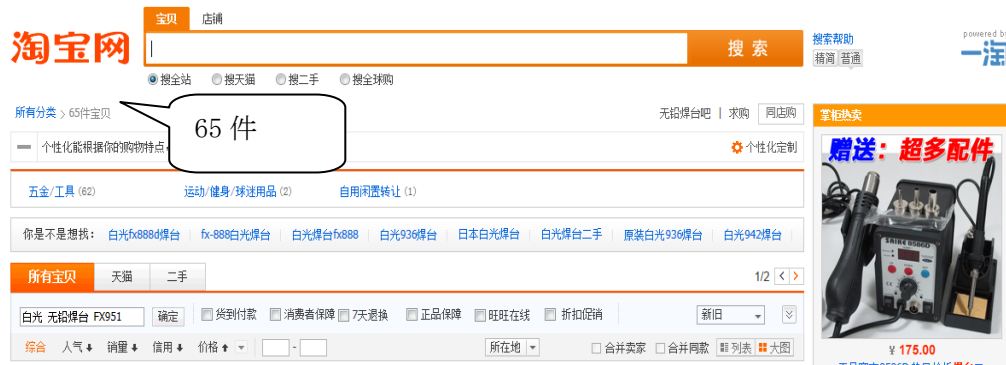 宝贝 店铺
淘宝网
搜 索
搜索帮助
精简 普通
powered by
一淘
搜全站 搜天猫 搜二手 搜全球购
所有分类 > 65件宝贝
65 件
无铅焊台吧 | 求购 同店购
个性化能根据你的购物特点
个性化定制
五金/工具 (62) 运动/健身/球迷用品 (2) 自用闲置转让 (1)
你是不是想找： 白光fx888d焊台 fx-888白光焊台 白光焊台fx888 白光936焊台 日本白光焊台 白光焊台二手 原装白光936焊台 白光942焊台
所有宝贝 天猫 二手
1/2 < >
白光 无铅焊台 FX951 确定 货到付款 消费者保障 7天退换 正品保障 旺旺在线 折扣促销 新旧
综合 人气 销量 信用 价格 - 所在地 合并卖家 合并同款 列表 大图
掌柜热卖
赠送：超多配件
SAIKE 8586D
¥ 175.00